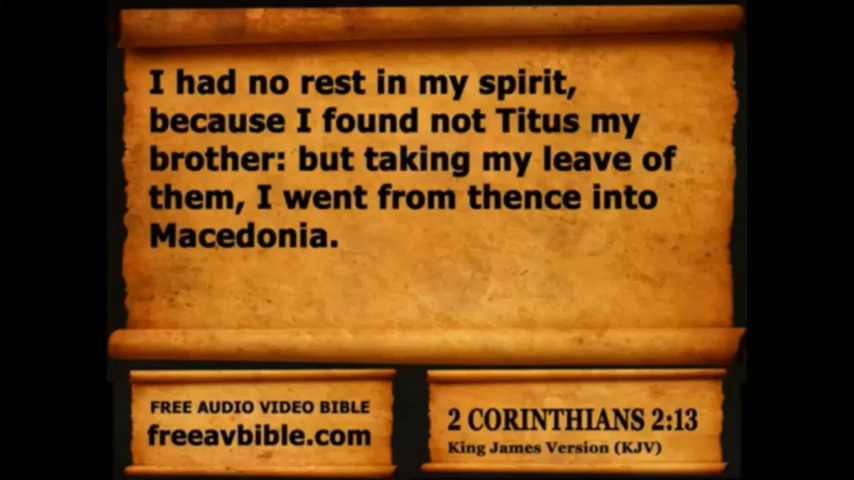 I had no rest in my spirit,
because I found not Titus my
brother: but taking my leave of
them, I went from thence into
Macedonia.
FREE AUDIO VIDEO BIBLE
freeavbible.com
2 CORINTHIANS 2:13
King James Version (KJV)